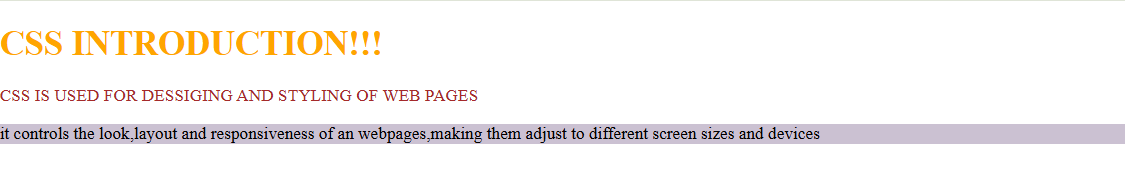 CSS INTRODUCTION!!!
CSS IS USED FOR DESSIGING AND STYLING OF WEB PAGES
it controls the look,layout and responsiveness of an webpages,making them adjust to different screen sizes and devices